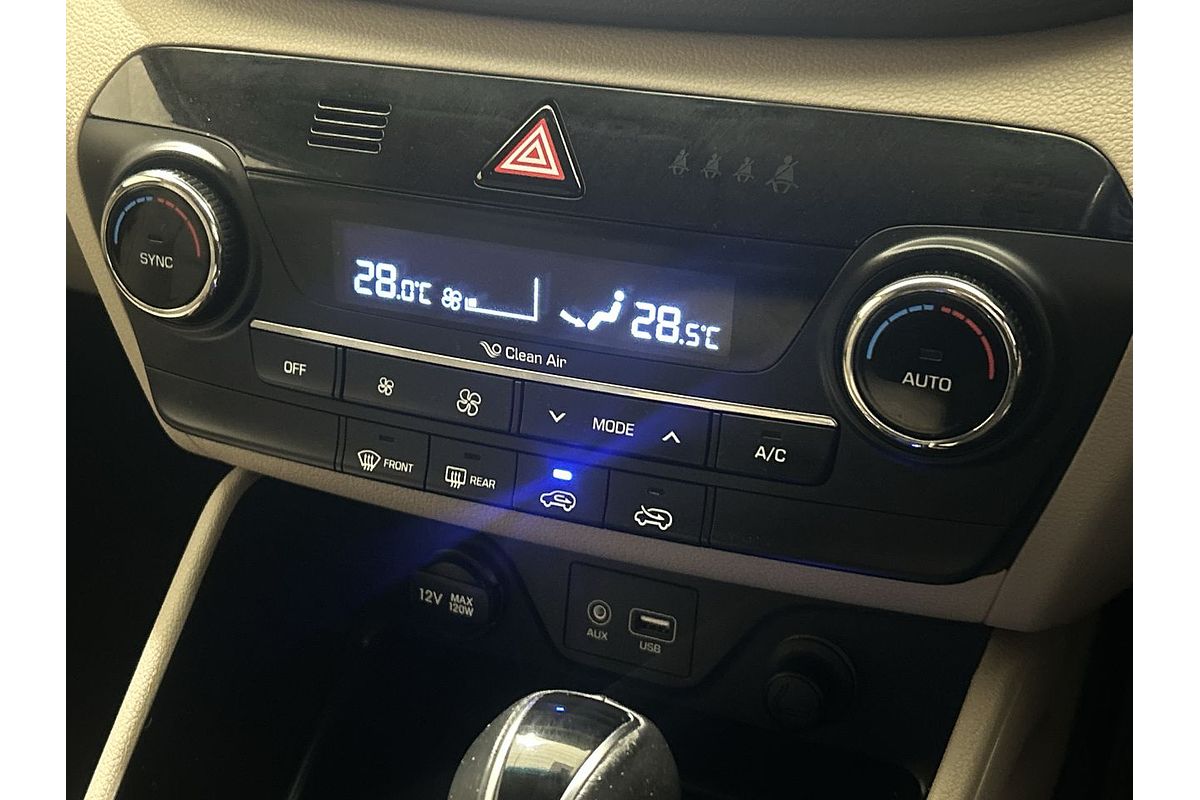 SYNC
28.0°C
28.5°C
Clean Air
AUTO
OFF
MODE
A/C
FRONT
REAR
12V MAX 120W
AUX
USB